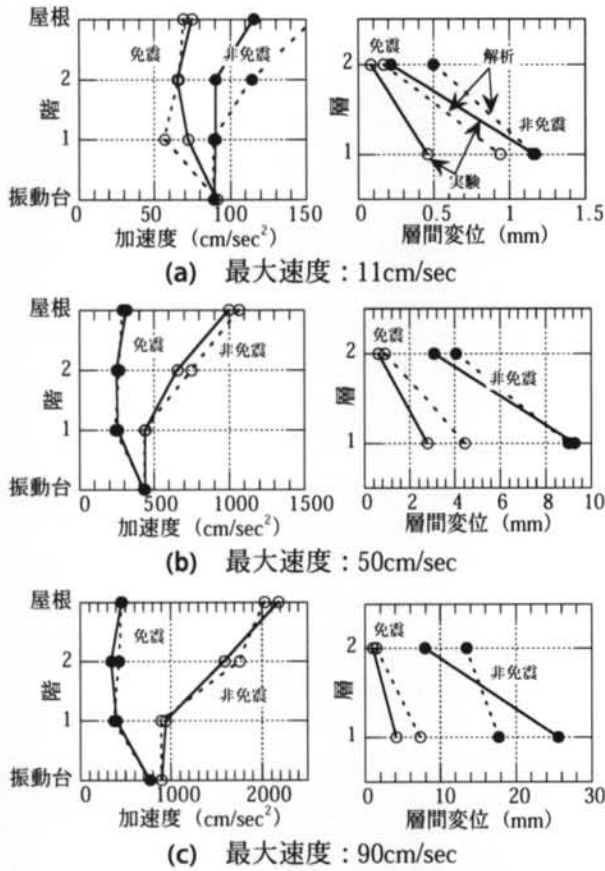 屋根
2
1
振動台
階
免震
非免震
0 50 100 150
加速度（cm/sec²）
2
1
層
免震
解析
非免震
実験
0 0.5 1 1.5
層間変位（mm）
(a) 最大速度：11cm/sec
屋根
2
1
振動台
階
免震
非免震
0 500 1000 1500
加速度（cm/sec²）
2
1
層
免震
非免震
0 2 4 6 8 10
層間変位（mm）
(b) 最大速度：50cm/sec
屋根
2
1
振動台
階
免震
非免震
0 1000 2000
加速度（cm/sec²）
2
1
層
免震
非免震
0 10 20 30
層間変位（mm）
(c) 最大速度：90cm/sec